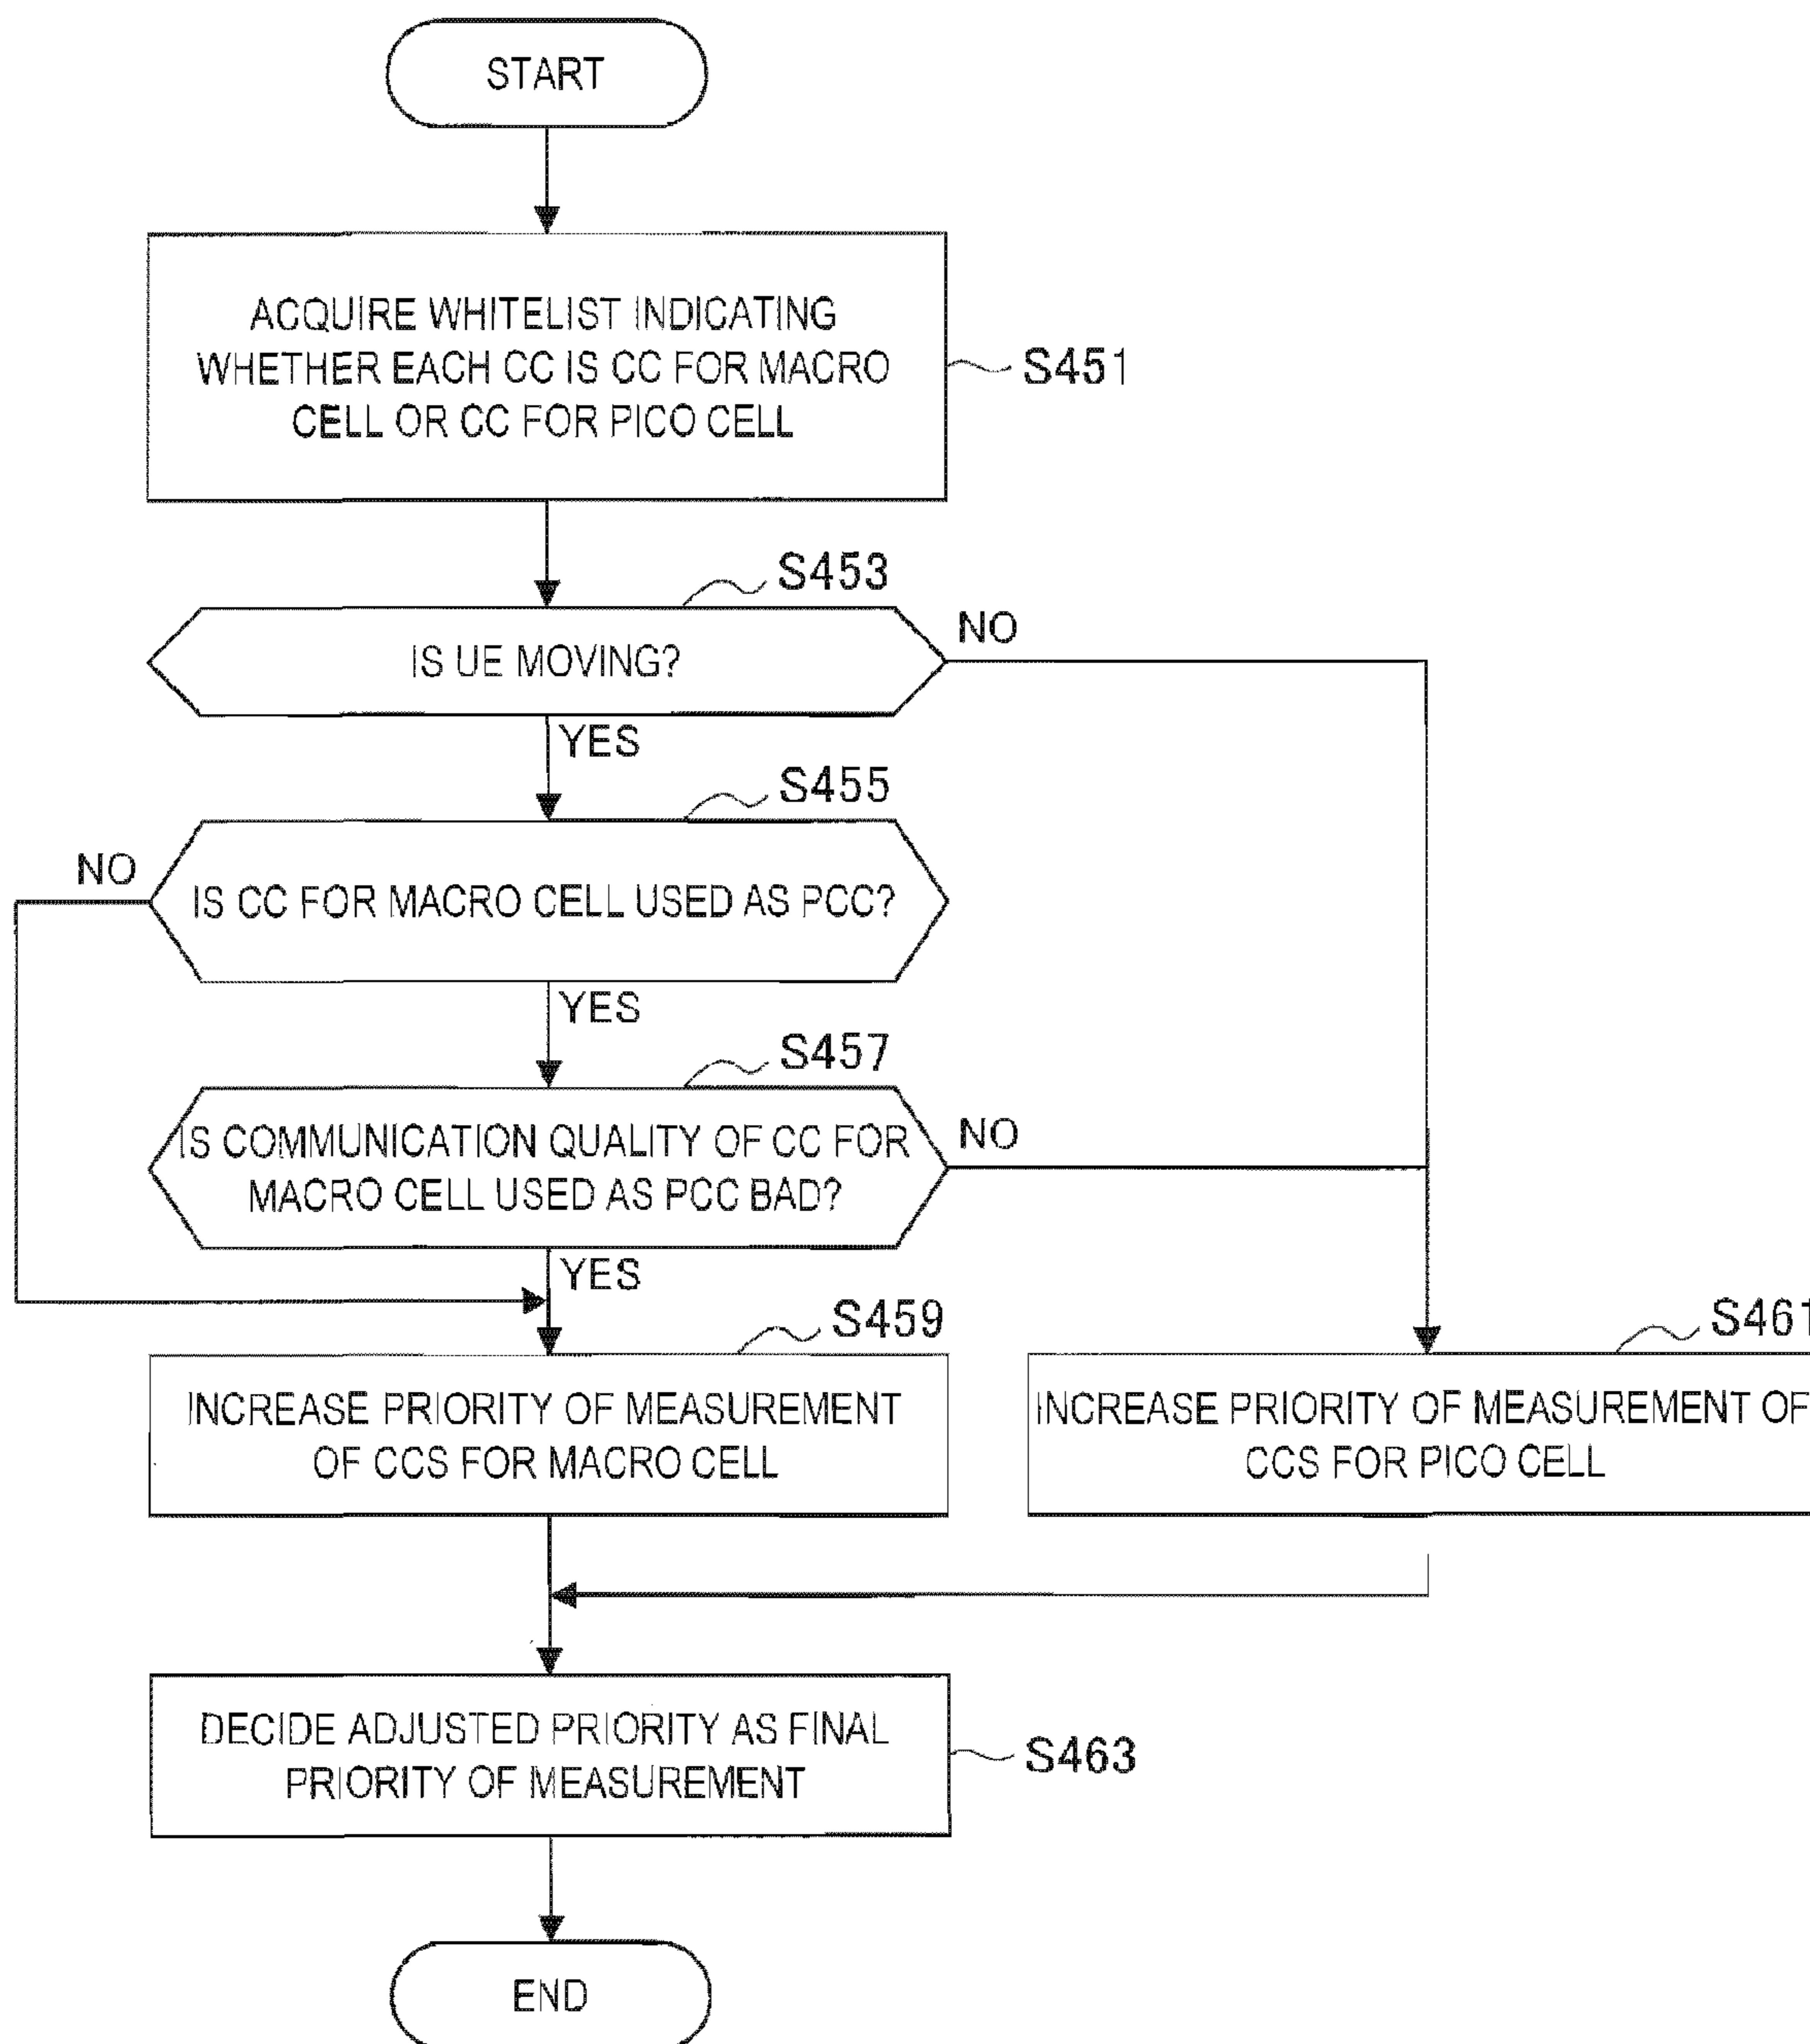 START
ACQUIRE WHITELIST INDICATING
WHETHER EACH CC IS CC FOR MACRO
CELL OR CC FOR PICO CELL
S451
S453
IS UE MOVING?
NO
YES
S455
NO
IS CC FOR MACRO CELL USED AS PCC?
YES
S457
IS COMMUNICATION QUALITY OF CC FOR
MACRO CELL USED AS PCC BAD?
NO
YES
S459
S461
INCREASE PRIORITY OF MEASUREMENT
OF CCS FOR MACRO CELL
INCREASE PRIORITY OF MEASUREMENT OF
CCS FOR PICO CELL
DECIDE ADJUSTED PRIORITY AS FINAL
PRIORITY OF MEASUREMENT
S463
END